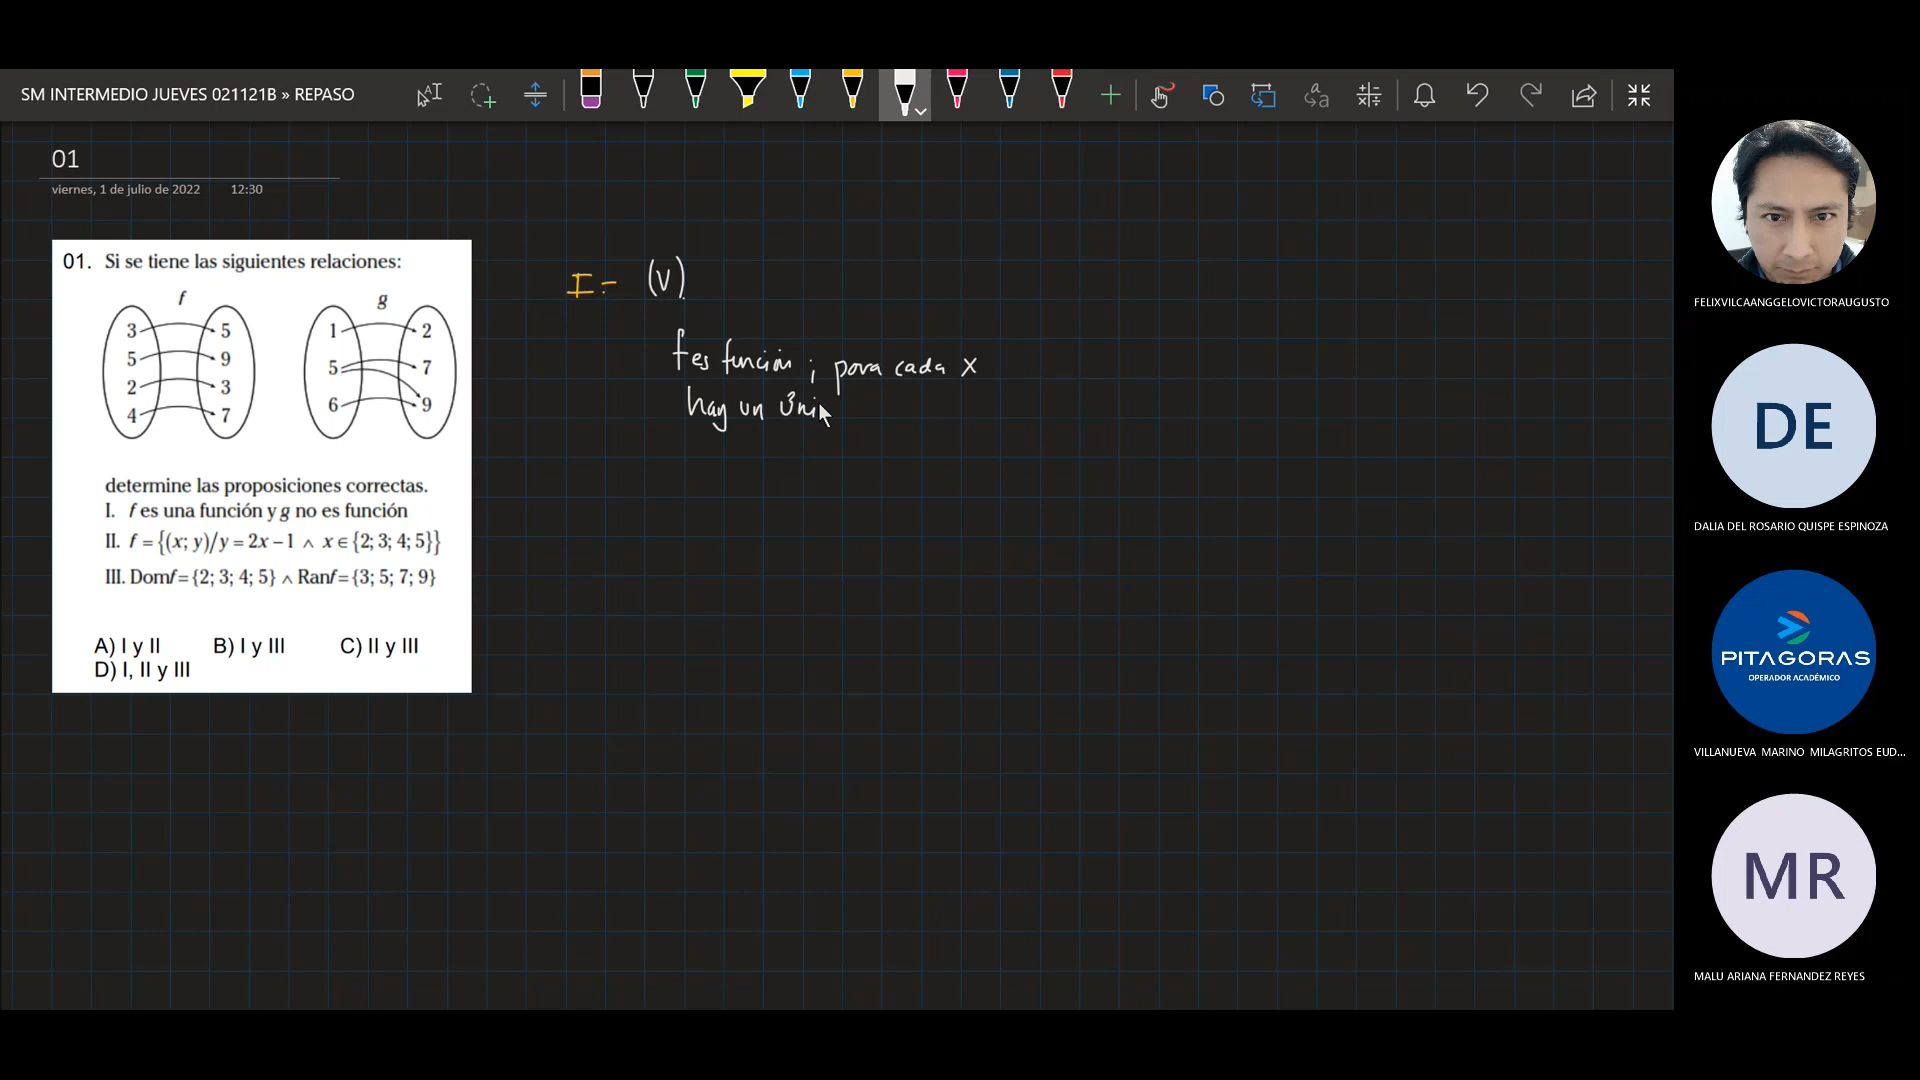 SM INTERMEDIO JUEVES 021121B » REPASO
01
viernes, 1 de julio de 2022 12:30
01. Si se tiene las siguientes relaciones:
f g
3 5 1 2
5 9 5 7
2 3 6 9
4 7
determine las proposiciones correctas.
I. f es una función y g no es función
II. f = {(x; y)/y = 2x − 1 ∧ x ∈ {2; 3; 4; 5}}
III. Domf = {2; 3; 4; 5} ∧ Ranf = {3; 5; 7; 9}
A) I y II B) I y III C) II y III
D) I, II y III
I.- (V)
f es función ; para cada x
hay un úni
FELIXVILCAANGGELOVICTORAUGUSTO
DE
DALIA DEL ROSARIO QUISPE ESPINOZA
PITAGORAS
OPERADOR ACADÉMICO
VILLANUEVA MARINO MILAGRITOS EUD...
MR
MALU ARIANA FERNANDEZ REYES